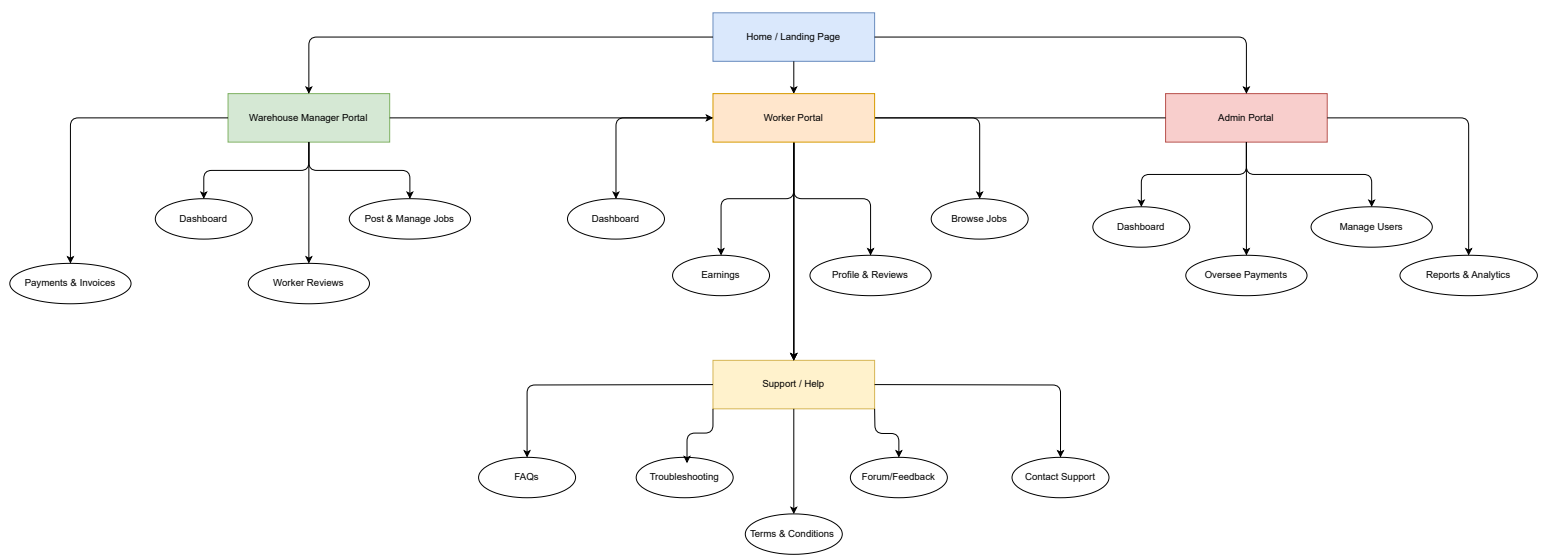 Home / Landing Page
Warehouse Manager Portal
Worker Portal
Admin Portal
Dashboard
Post & Manage Jobs
Dashboard
Browse Jobs
Dashboard
Manage Users
Payments & Invoices
Worker Reviews
Earnings
Profile & Reviews
Oversee Payments
Reports & Analytics
Support / Help
FAQs
Troubleshooting
Forum/Feedback
Contact Support
Terms & Conditions